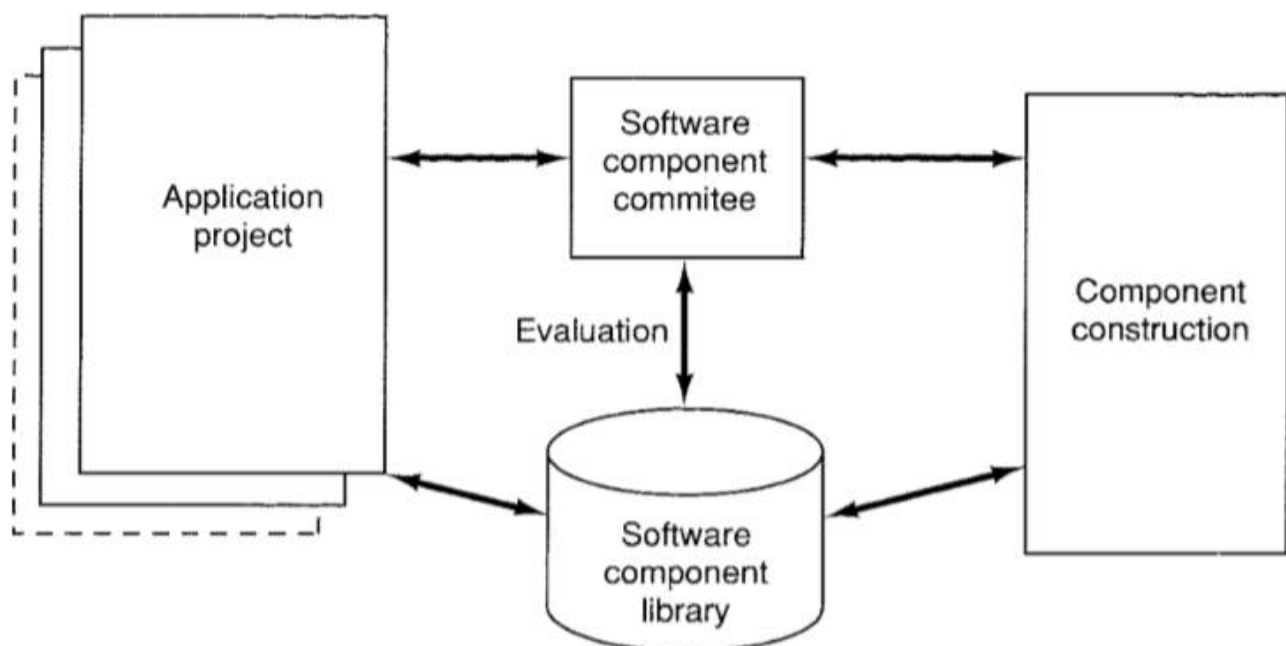 Application
project
Software
component
commitee
Component
construction
Evaluation
Software
component
library